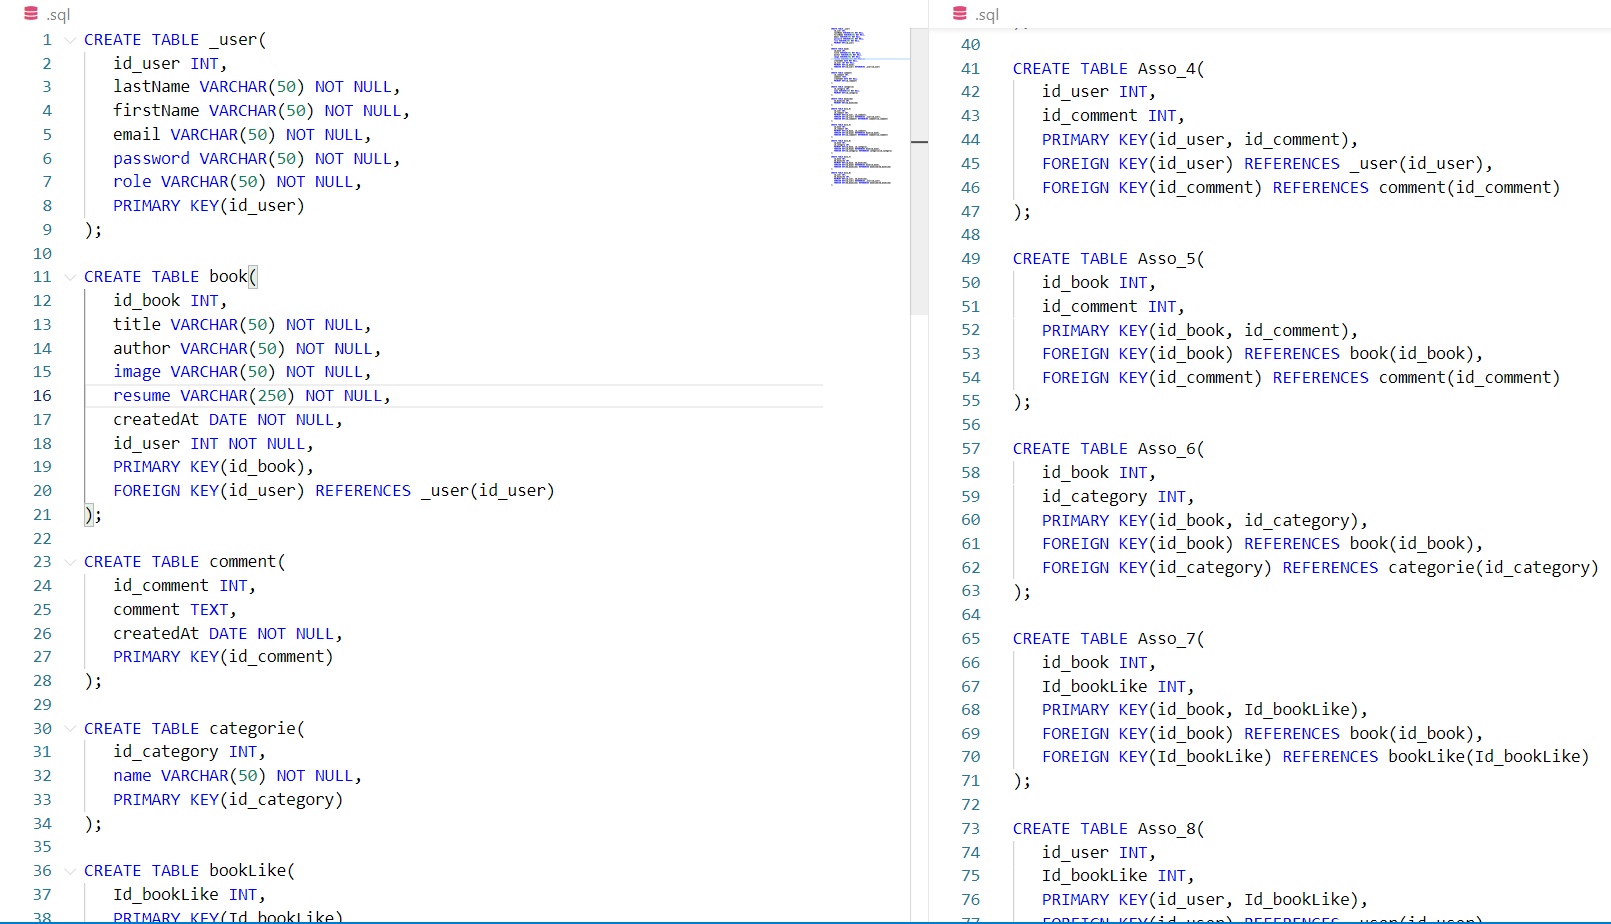 .sql
1 CREATE TABLE _user(
2 id_user INT,
3 lastName VARCHAR(50) NOT NULL,
4 firstName VARCHAR(50) NOT NULL,
5 email VARCHAR(50) NOT NULL,
6 password VARCHAR(50) NOT NULL,
7 role VARCHAR(50) NOT NULL,
8 PRIMARY KEY(id_user)
9 );
10
11 CREATE TABLE book(
12 id_book INT,
13 title VARCHAR(50) NOT NULL,
14 author VARCHAR(50) NOT NULL,
15 image VARCHAR(50) NOT NULL,
16 resume VARCHAR(250) NOT NULL,
17 createdAt DATE NOT NULL,
18 id_user INT NOT NULL,
19 PRIMARY KEY(id_book),
20 FOREIGN KEY(id_user) REFERENCES _user(id_user)
21 );
22
23 CREATE TABLE comment(
24 id_comment INT,
25 comment TEXT,
26 createdAt DATE NOT NULL,
27 PRIMARY KEY(id_comment)
28 );
29
30 CREATE TABLE categorie(
31 id_category INT,
32 name VARCHAR(50) NOT NULL,
33 PRIMARY KEY(id_category)
34 );
35
36 CREATE TABLE bookLike(
37 Id_bookLike INT,
38 PRIMARY KEY(Id_bookLike)
.sql
40
41 CREATE TABLE Asso_4(
42 id_user INT,
43 id_comment INT,
44 PRIMARY KEY(id_user, id_comment),
45 FOREIGN KEY(id_user) REFERENCES _user(id_user),
46 FOREIGN KEY(id_comment) REFERENCES comment(id_comment)
47 );
48
49 CREATE TABLE Asso_5(
50 id_book INT,
51 id_comment INT,
52 PRIMARY KEY(id_book, id_comment),
53 FOREIGN KEY(id_book) REFERENCES book(id_book),
54 FOREIGN KEY(id_comment) REFERENCES comment(id_comment)
55 );
56
57 CREATE TABLE Asso_6(
58 id_book INT,
59 id_category INT,
60 PRIMARY KEY(id_book, id_category),
61 FOREIGN KEY(id_book) REFERENCES book(id_book),
62 FOREIGN KEY(id_category) REFERENCES categorie(id_category)
63 );
64
65 CREATE TABLE Asso_7(
66 id_book INT,
67 Id_bookLike INT,
68 PRIMARY KEY(id_book, Id_bookLike),
69 FOREIGN KEY(id_book) REFERENCES book(id_book),
70 FOREIGN KEY(Id_bookLike) REFERENCES bookLike(Id_bookLike)
71 );
72
73 CREATE TABLE Asso_8(
74 id_user INT,
75 Id_bookLike INT,
76 PRIMARY KEY(id_user, Id_bookLike),
77 FOREIGN KEY(id_user) REFERENCES _user(id_user)